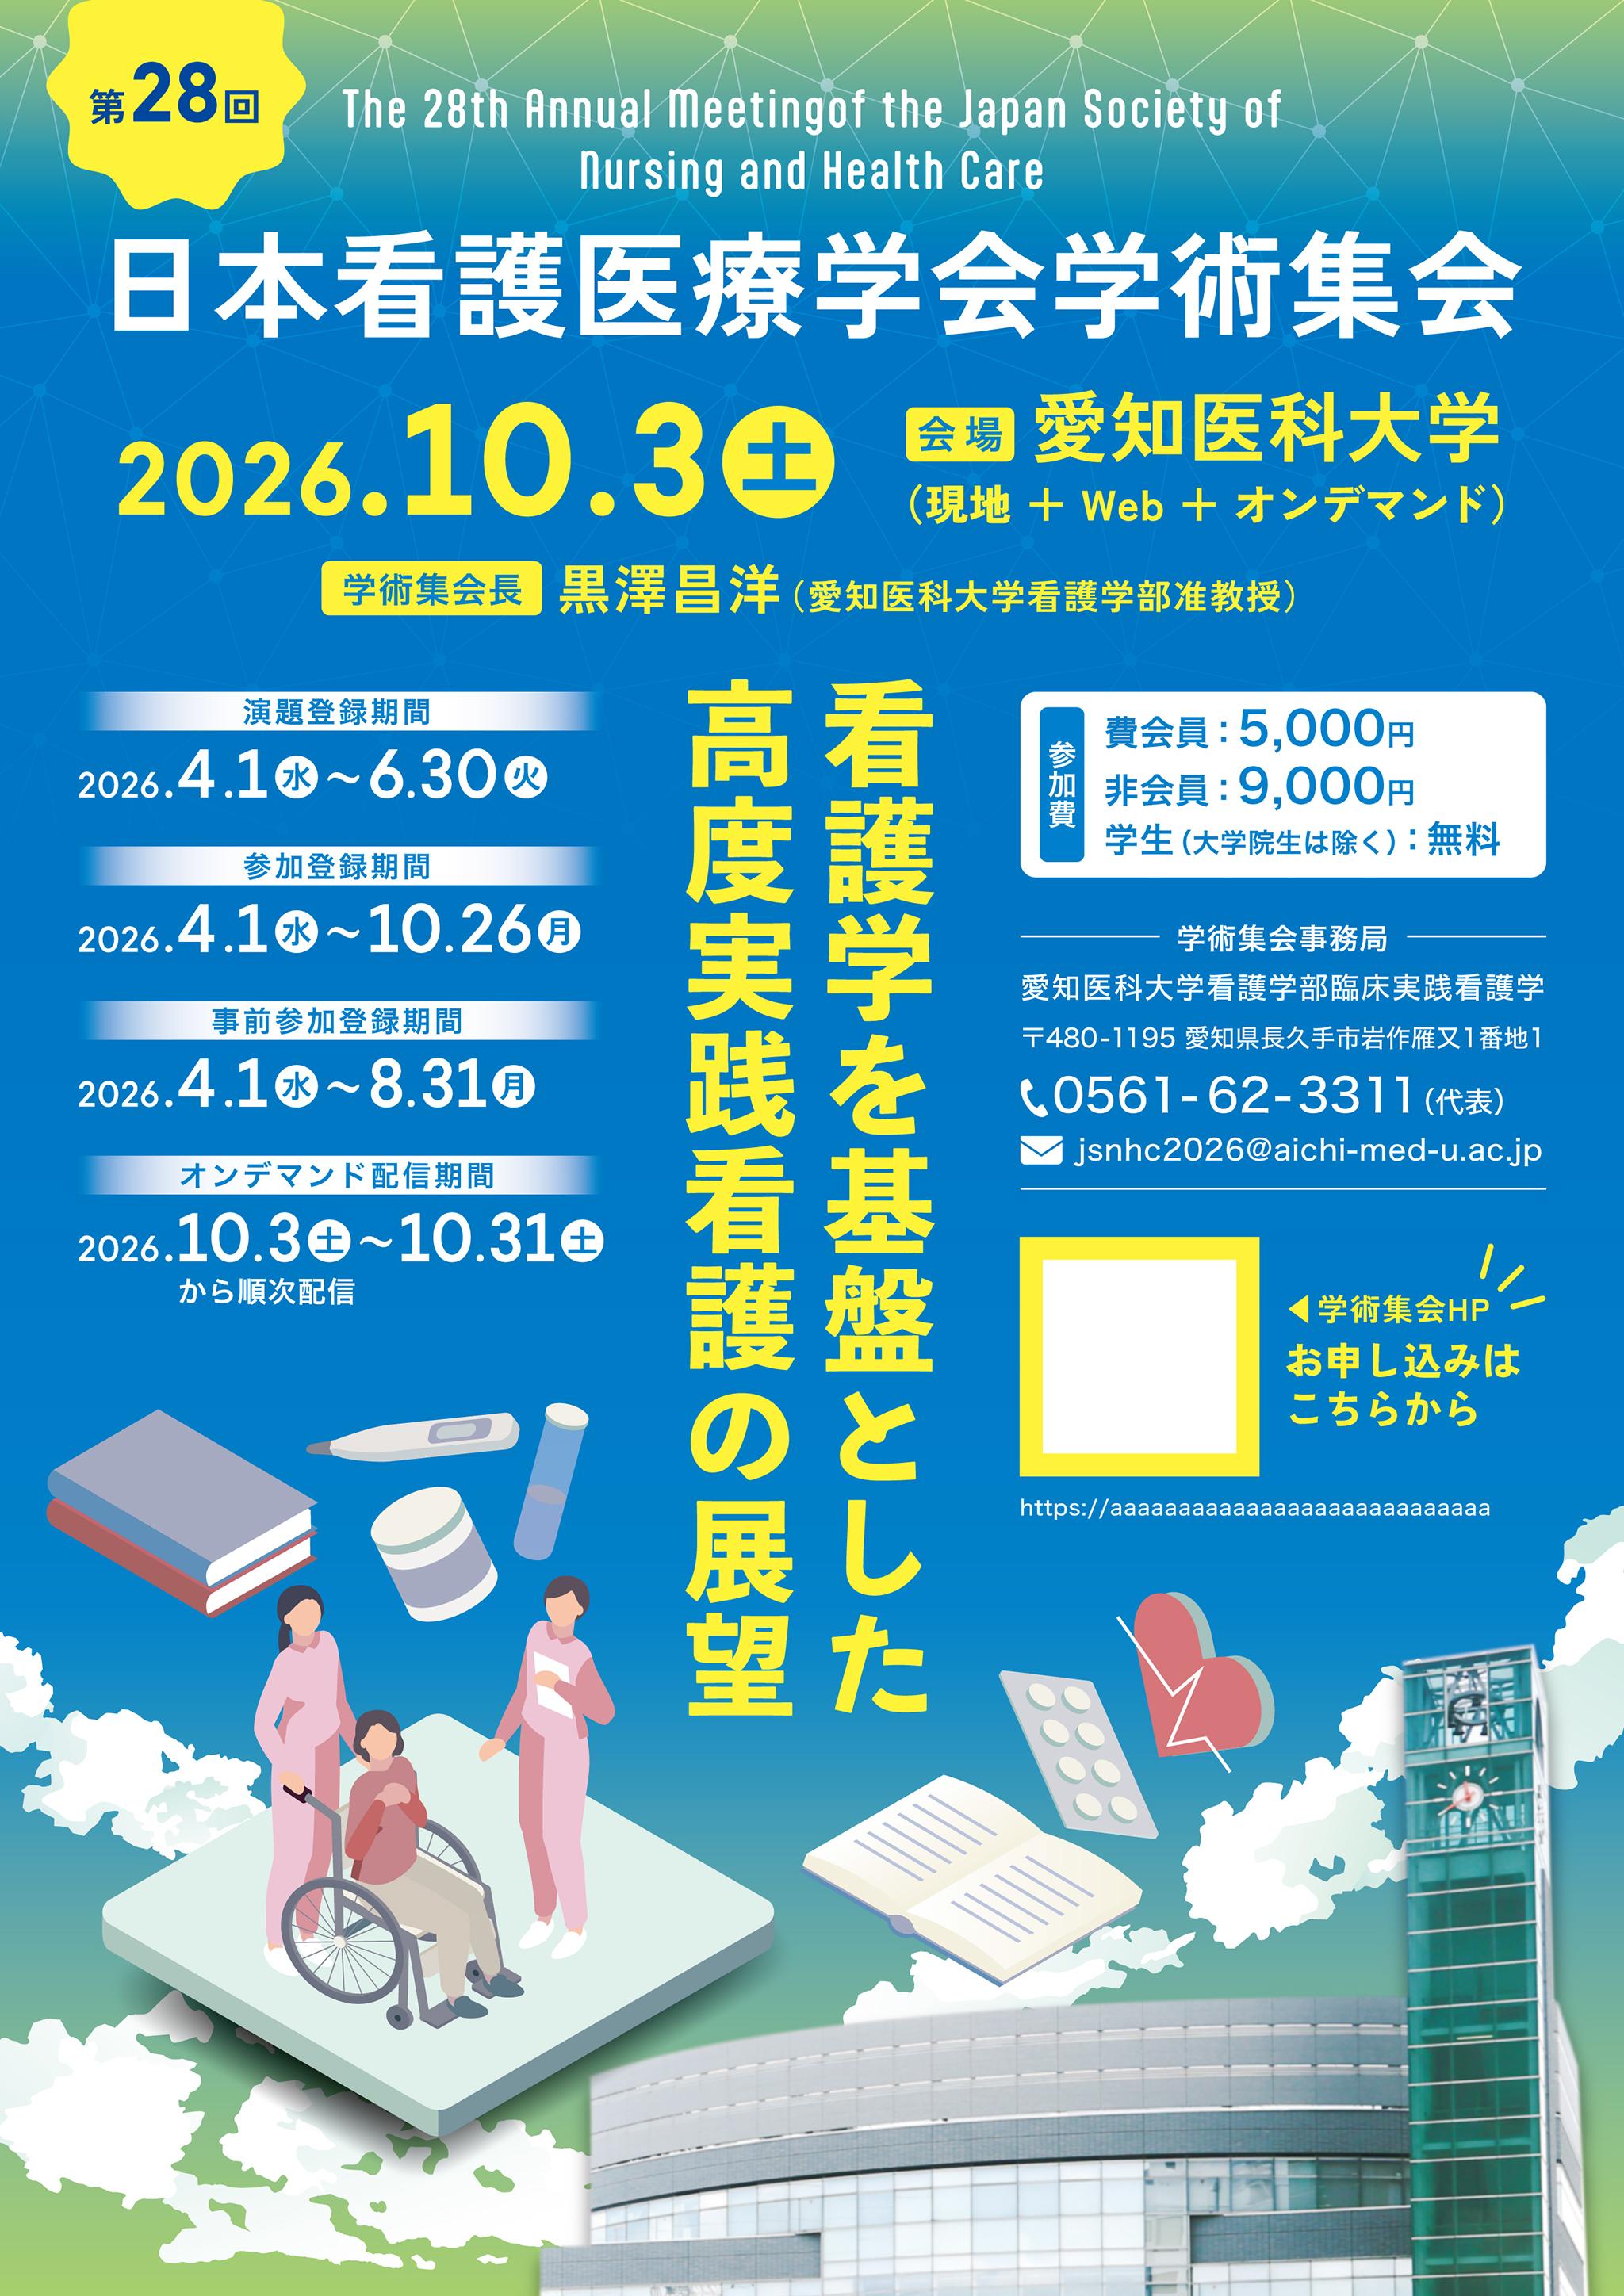 第28回
The 28th Annual Meetingof the Japan Society of
Nursing and Health Care
日本看護医療学会学術集会
2026.10.3土
会場 愛知医科大学
（現地 ＋ Web ＋ オンデマンド）
学術集会長 黒澤昌洋（愛知医科大学看護学部准教授）
看護学を基盤とした
高度実践看護の展望
演題登録期間
2026.4.1水～6.30火
参加登録期間
2026.4.1水～10.26月
事前参加登録期間
2026.4.1水～8.31月
オンデマンド配信期間
2026.10.3土～10.31土
から順次配信
参加費
費会員：5,000円
非会員：9,000円
学生（大学院生は除く）：無料
学術集会事務局
愛知医科大学看護学部臨床実践看護学
〒480-1195 愛知県長久手市岩作雁又1番地1
0561-62-3311（代表）
jsnhc2026@aichi-med-u.ac.jp
◀学術集会HP
お申し込みは
こちらから
https://aaaaaaaaaaaaaaaaaaaaaaaaaaaa